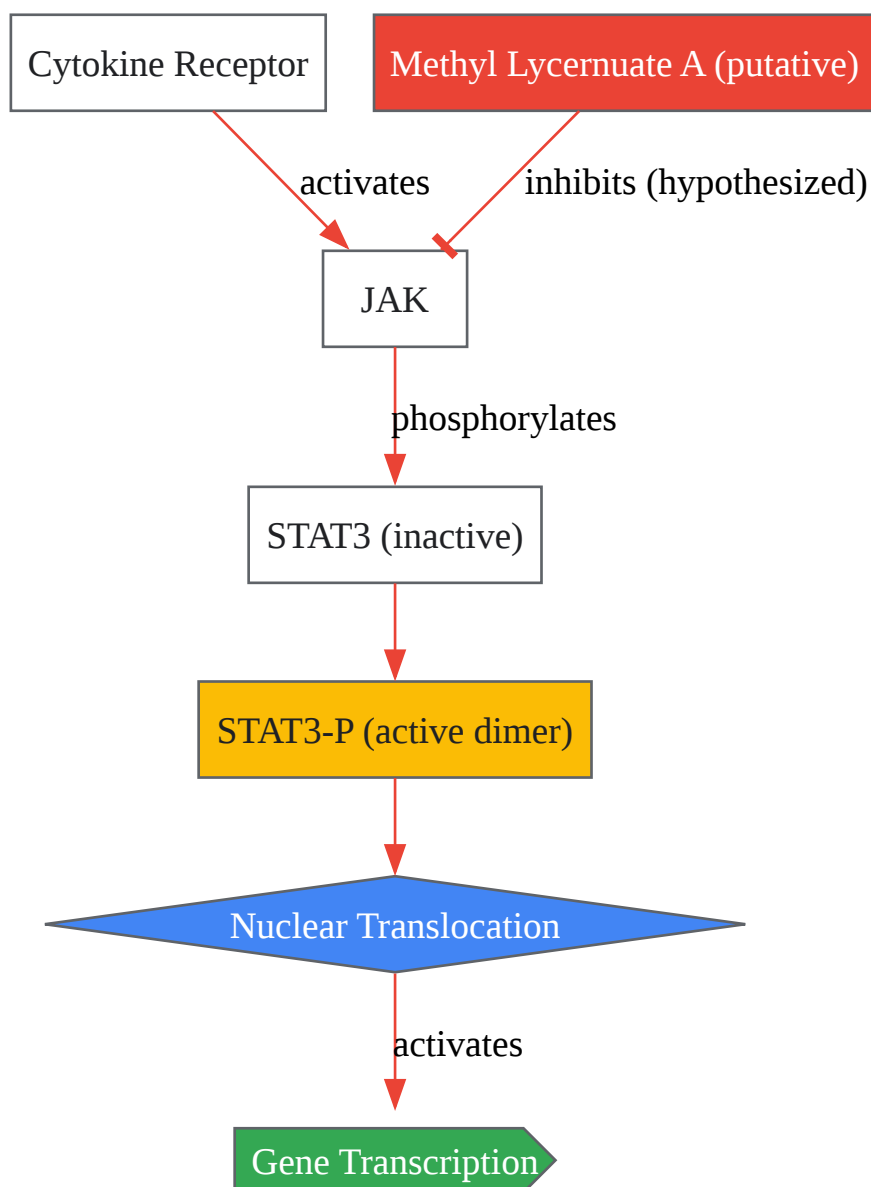 Cytokine Receptor
Methyl Lycernuate A (putative)
activates
inhibits (hypothesized)
JAK
phosphorylates
STAT3 (inactive)
STAT3-P (active dimer)
Nuclear Translocation
activates
Gene Transcription